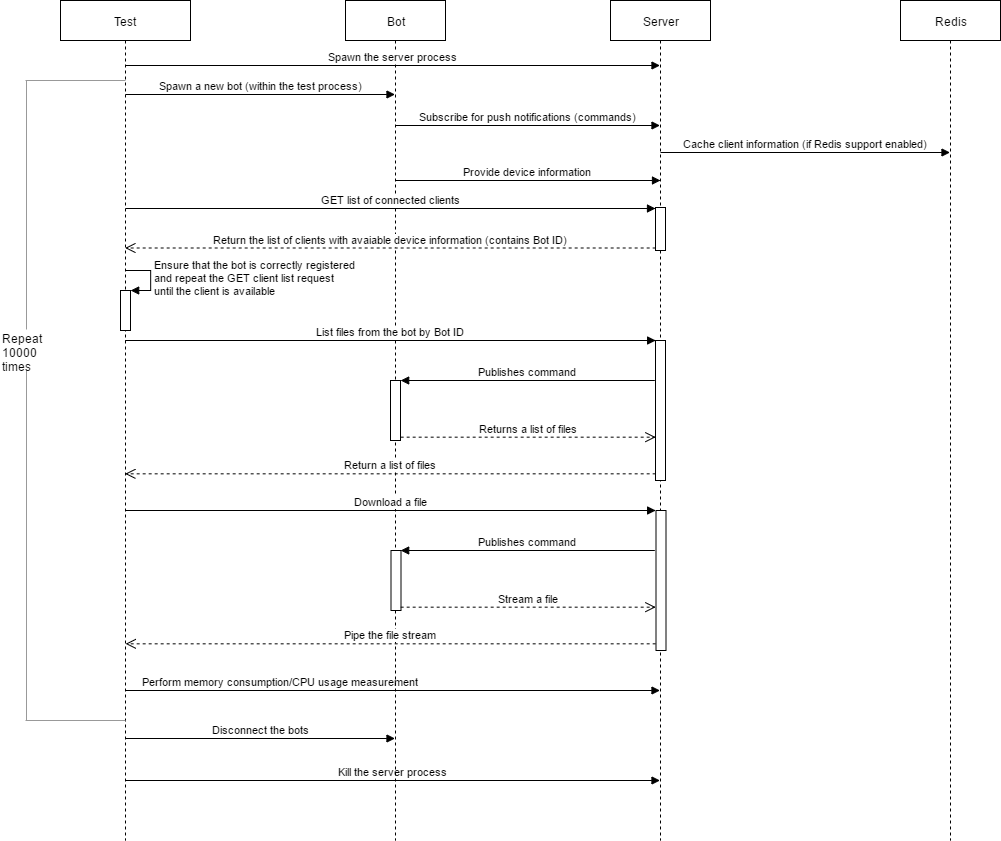 Test
Bot
Server
Redis
Spawn the server process
Spawn a new bot (within the test process)
Subscribe for push notifications (commands)
Cache client information (if Redis support enabled)
Provide device information
GET list of connected clients
Return the list of clients with avaiable device information (contains Bot ID)
Ensure that the bot is correctly registered
and repeat the GET client list request
until the client is available
List files from the bot by Bot ID
Repeat
10000
times
Publishes command
Returns a list of files
Return a list of files
Download a file
Publishes command
Stream a file
Pipe the file stream
Perform memory consumption/CPU usage measurement
Disconnect the bots
Kill the server process